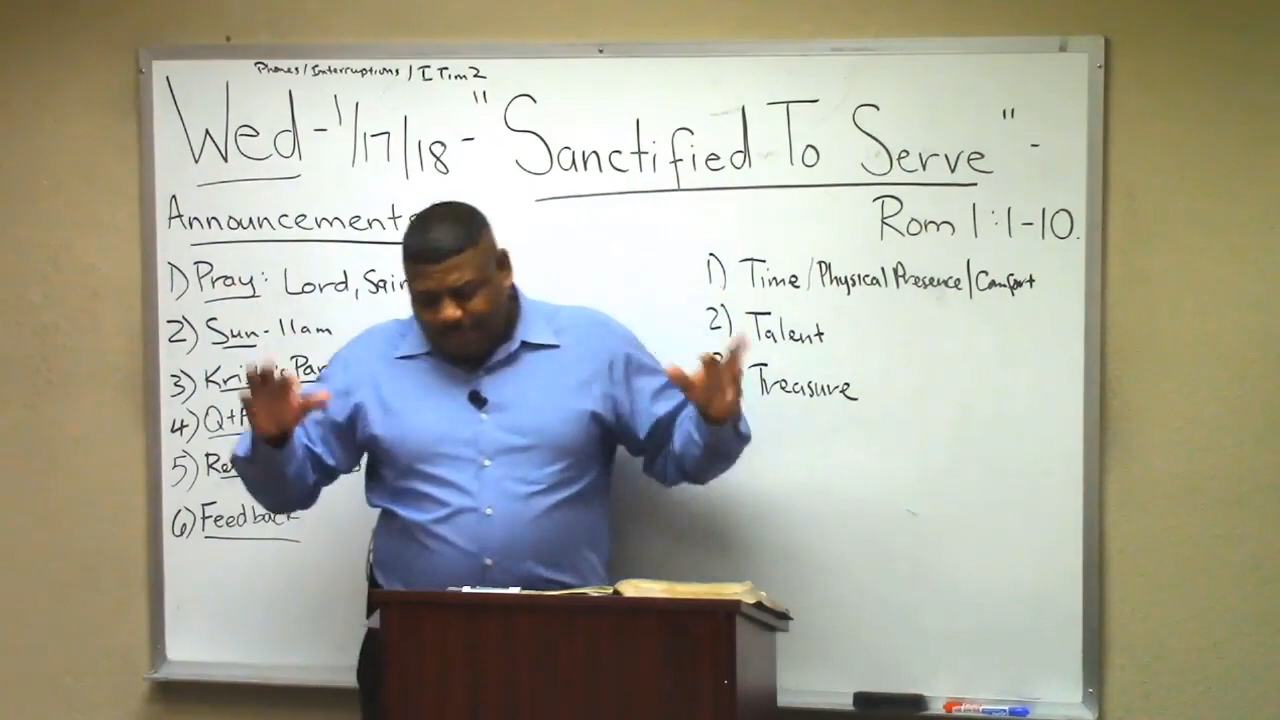 Phones/Interruptions/I Tim 2
Wed - 1/17/18 - "Sanctified To Serve" -
Rom 1:1-10.
Announcements
1) Pray: Lord,
2) Sun - 11am
3)
4)
5)
6) Feedback
1) Time/Physical Presence/Comfort
2) Talent
Treasure